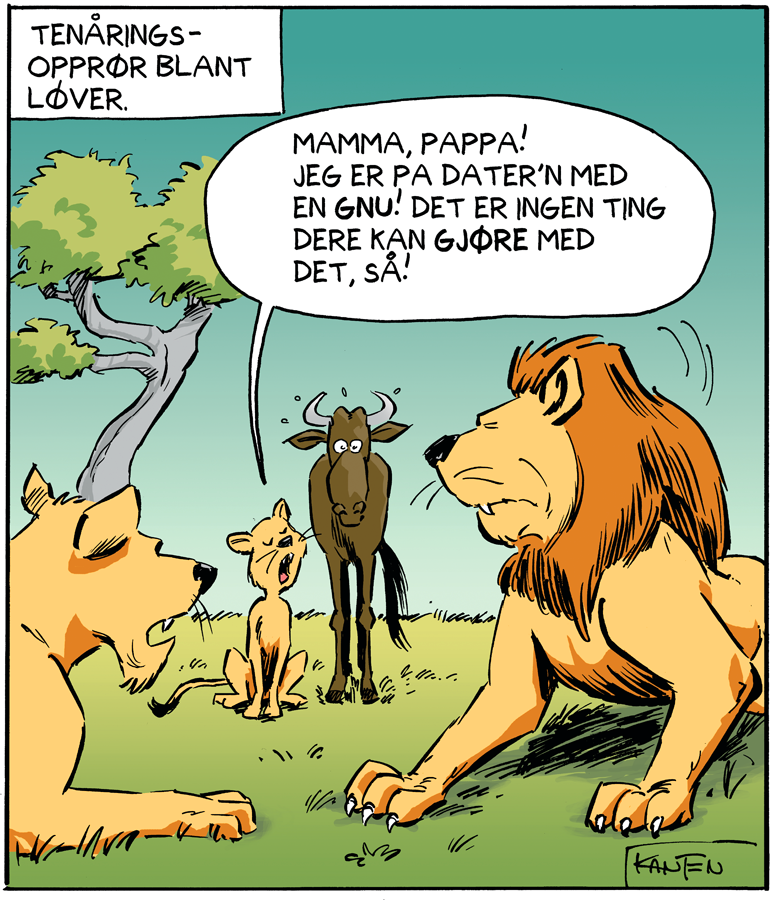 TENÅRINGS-
OPPRØR BLANT
LØVER.
MAMMA, PAPPA!
JEG ER PA DATER'N MED
EN GNU! DET ER INGEN TING
DERE KAN GJØRE MED
DET, SÅ!
KANTEN